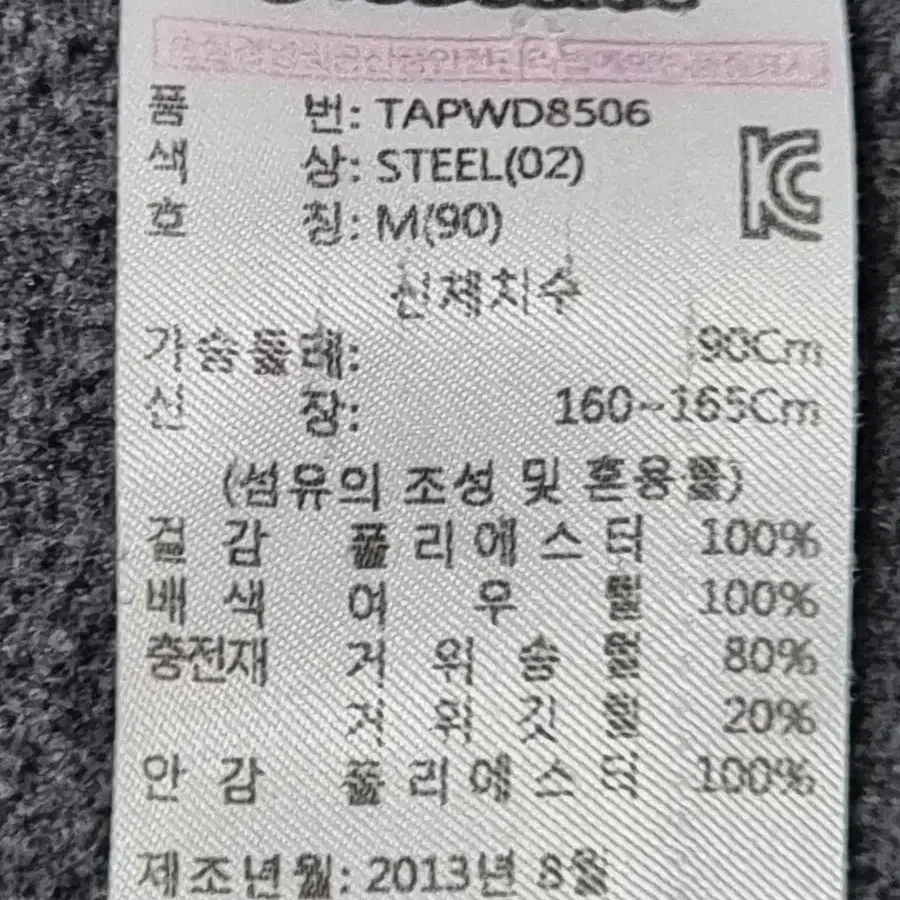 품 번: TAPWD8506
색 상: STEEL(02)
호 칭: M(90)
신체치수
가슴둘레: 90Cm
신 장: 160~165Cm
(섬유의 조성 및 혼용률)
겉 감 폴리에스터 100%
배 색 여 우 털 100%
충전재 거 위 솜 털 80%
거 위 깃 털 20%
안 감 폴리에스터 100%
제조년월: 2013년 8월